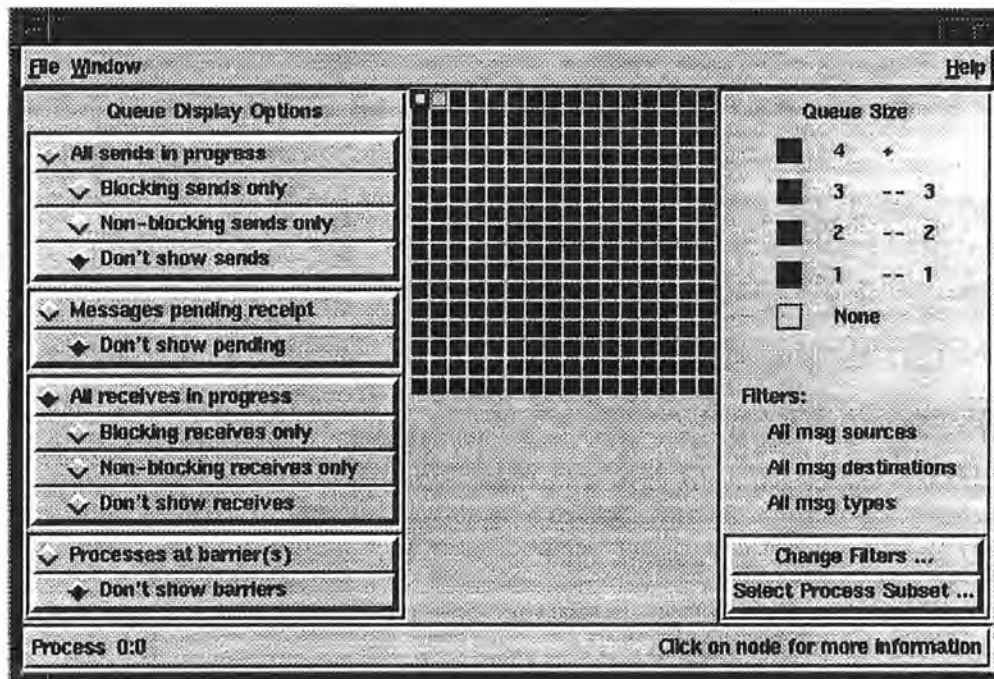 File Window Help
Queue Display Options
All sends in progress
Blocking sends only
Non-blocking sends only
Don't show sends
Messages pending receipt
Don't show pending
All receives in progress
Blocking receives only
Non-blocking receives only
Don't show receives
Processes at barrier(s)
Don't show barriers
Queue Size
4 +
3 -- 3
2 -- 2
1 -- 1
None
Filters:
All msg sources
All msg destinations
All msg types
Change Filters ...
Select Process Subset ...
Process 0:0 Click on node for more information